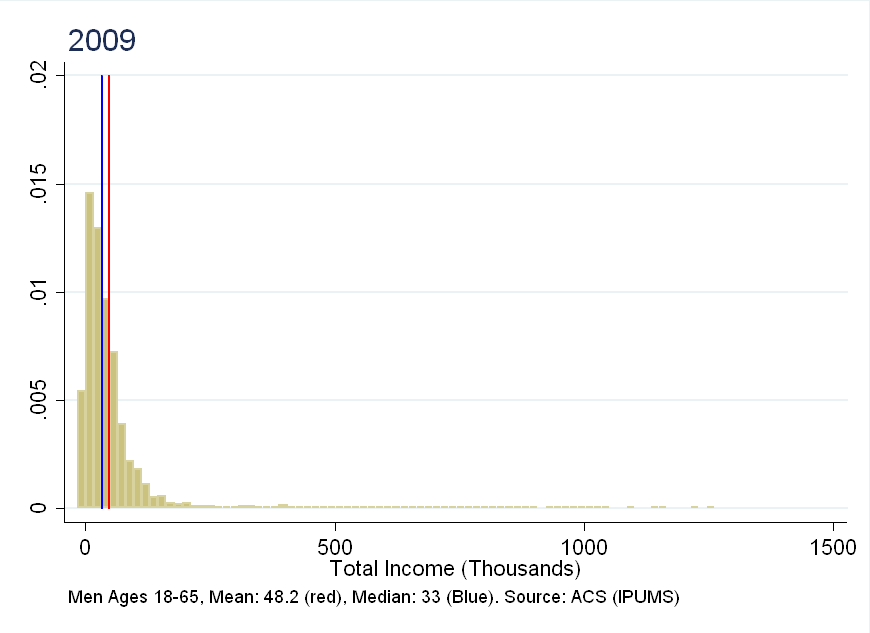 2009
.02
.015
.01
.005
0
0 500 1000 1500
Total Income (Thousands)
Men Ages 18-65, Mean: 48.2 (red), Median: 33 (Blue). Source: ACS (IPUMS)